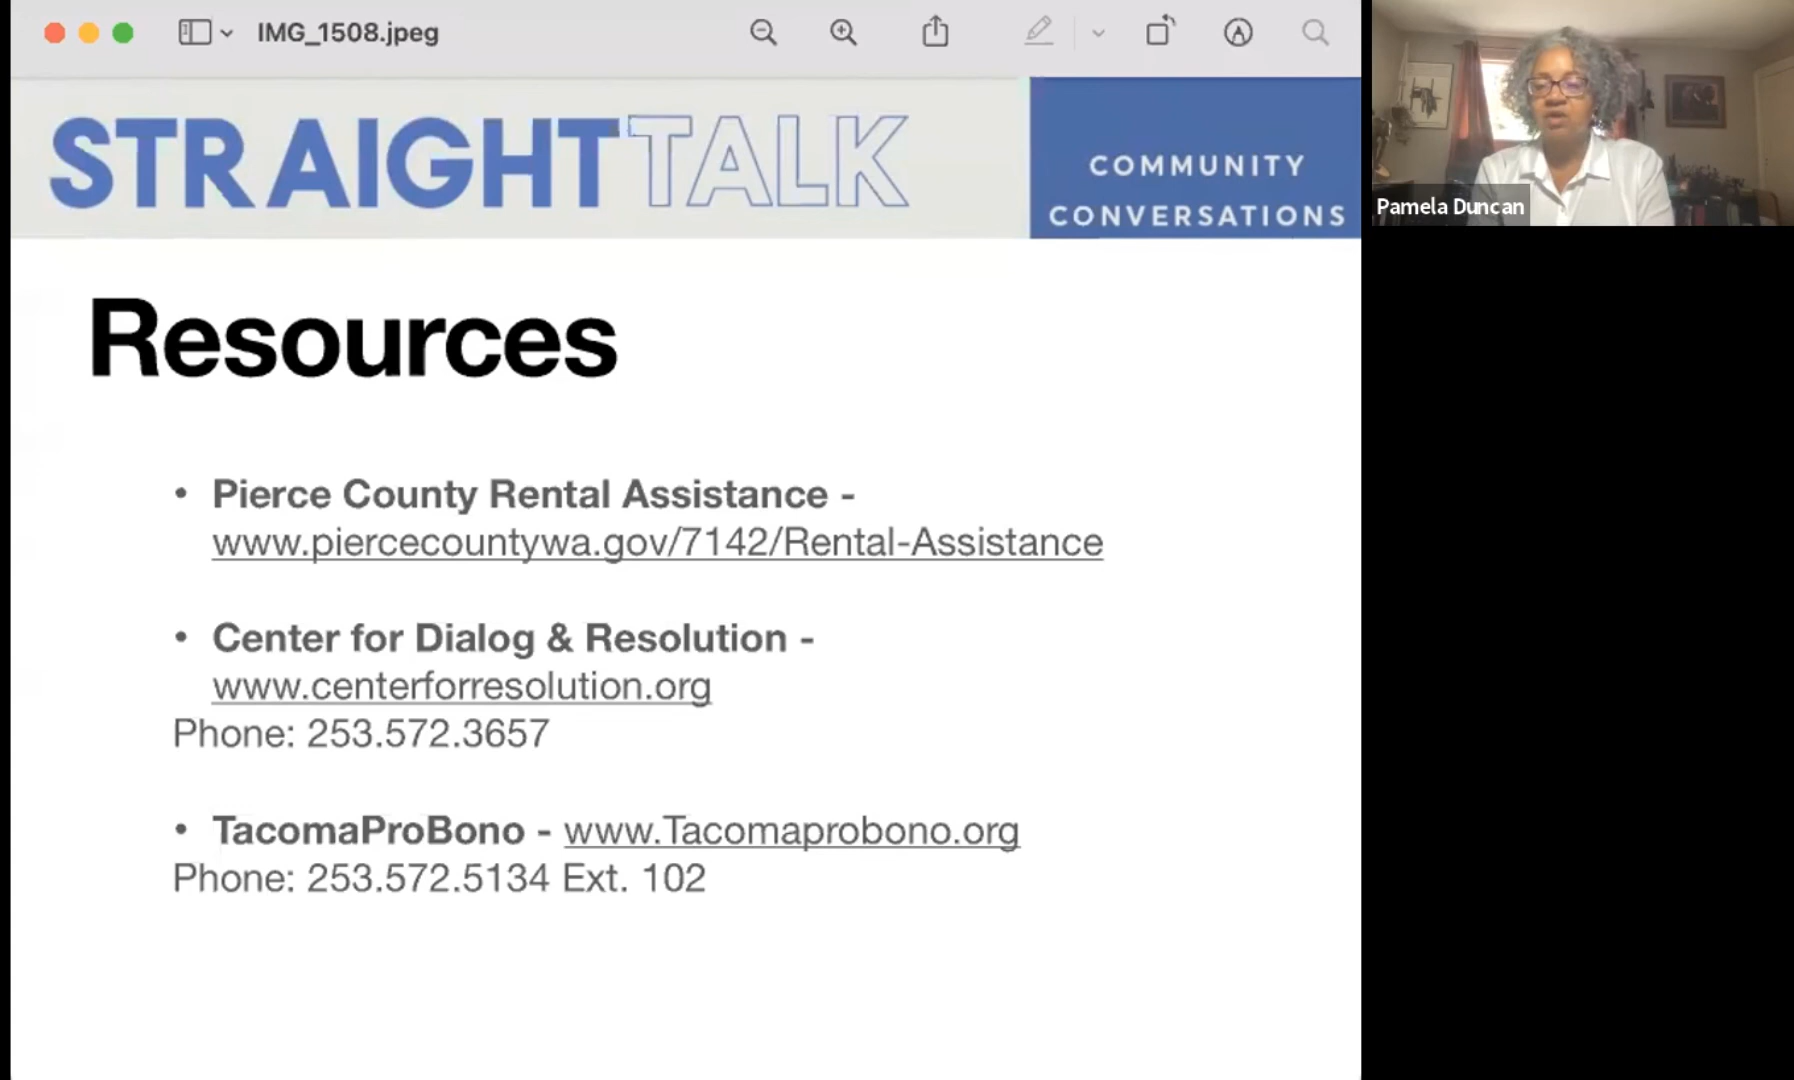 IMG_1508.jpeg
STRAIGHTTALK
COMMUNITY
CONVERSATIONS
Pamela Duncan
Resources
• Pierce County Rental Assistance -
www.piercecountywa.gov/7142/Rental-Assistance
• Center for Dialog & Resolution -
www.centerforresolution.org
Phone: 253.572.3657
• TacomaProBono - www.Tacomaprobono.org
Phone: 253.572.5134 Ext. 102